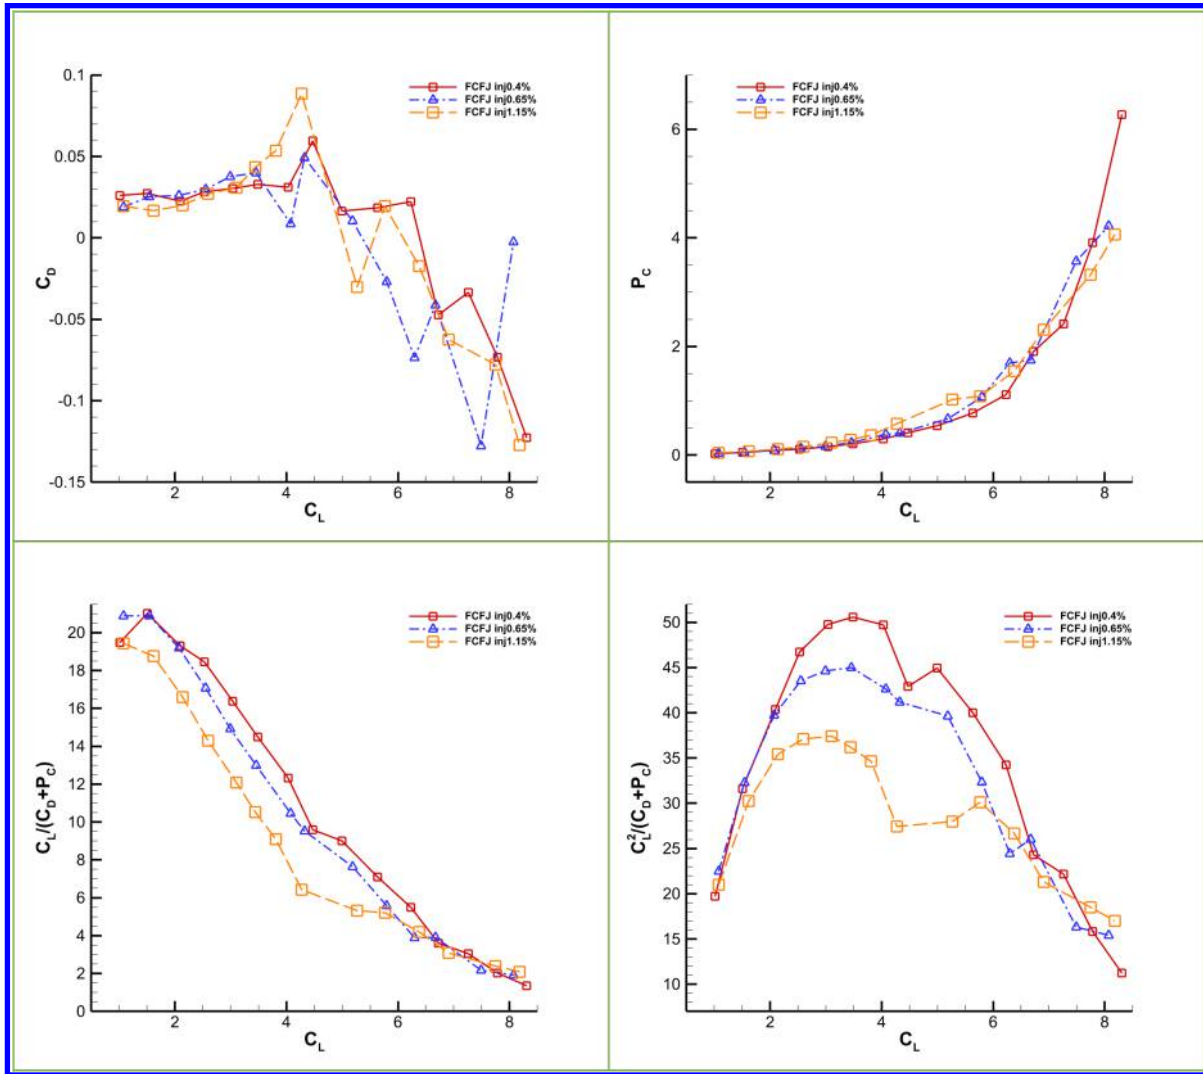 0.1
0.05
0
-0.05
-0.1
-0.15
C_D
2 4 6 8
C_L
FCFJ inj0.4%
FCFJ inj0.65%
FCFJ inj1.15%
6
4
2
0
P_C
2 4 6 8
C_L
FCFJ inj0.4%
FCFJ inj0.65%
FCFJ inj1.15%
20
18
16
14
12
10
8
6
4
2
0
C_L/(C_D+P_C)
2 4 6 8
C_L
FCFJ inj0.4%
FCFJ inj0.65%
FCFJ inj1.15%
50
45
40
35
30
25
20
15
10
C_L^2/(C_D+P_C)
2 4 6 8
C_L
FCFJ inj0.4%
FCFJ inj0.65%
FCFJ inj1.15%